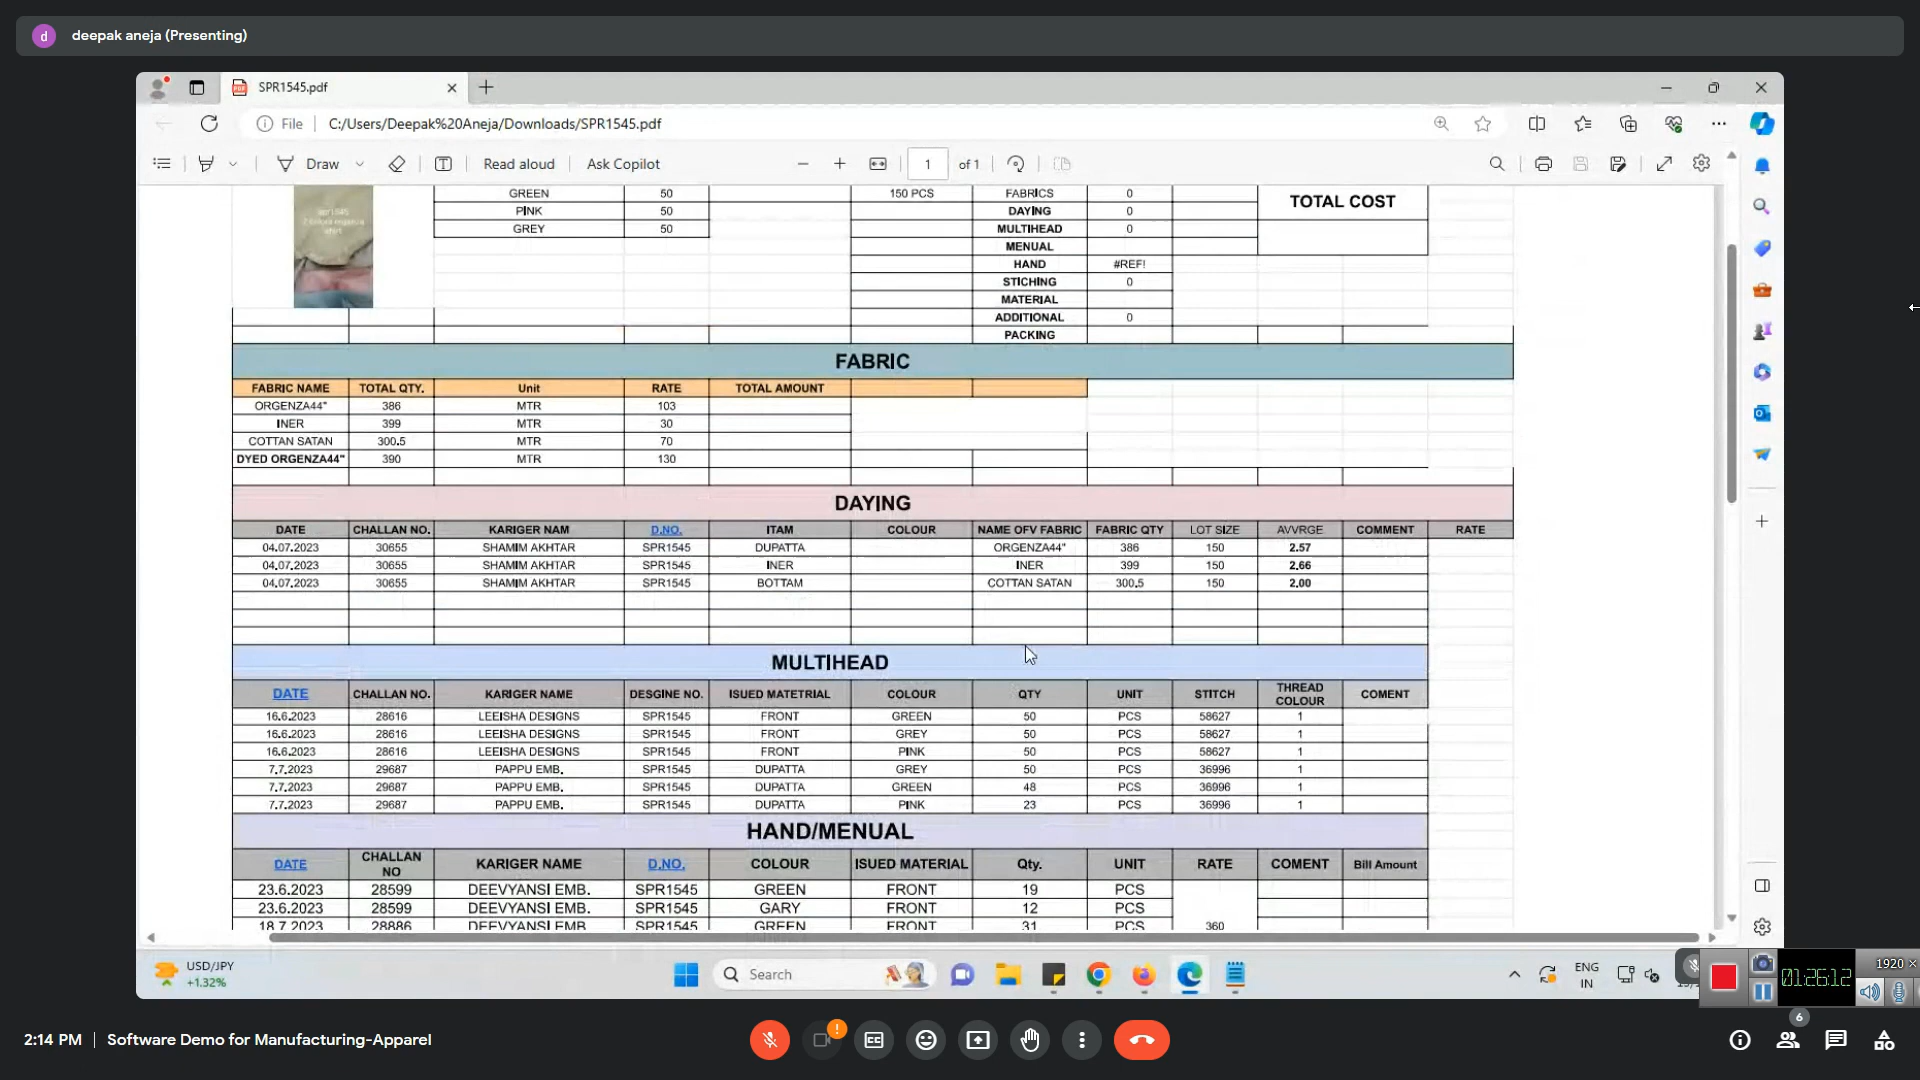 d deepak aneja (Presenting)
SPR1545.pdf
File C:/Users/Deepak%20Aneja/Downloads/SPR1545.pdf
Draw Read aloud Ask Copilot 1 of 1
GREEN 50 150 PCS FABRICS 0 TOTAL COST
PINK 50 DAYING 0
GREY 50 MULTIHEAD 0
MENUAL
HAND #REF!
STICHING 0
MATERIAL
ADDITIONAL 0
PACKING
FABRIC
FABRIC NAME TOTAL QTY. Unit RATE TOTAL AMOUNT
ORGENZA44" 386 MTR 103
INER 399 MTR 30
COTTAN SATAN 300.5 MTR 70
DYED ORGENZA44" 390 MTR 130
DAYING
DATE CHALLAN NO. KARIGER NAM D.NO. ITAM COLOUR NAME OFV FABRIC FABRIC QTY LOT SIZE AVVRGE COMMENT RATE
04.07.2023 30655 SHAMIM AKHTAR SPR1545 DUPATTA ORGENZA44" 386 150 2.57
04.07.2023 30655 SHAMIM AKHTAR SPR1545 INER INER 399 150 2.66
04.07.2023 30655 SHAMIM AKHTAR SPR1545 BOTTAM COTTAN SATAN 300.5 150 2.00
MULTIHEAD
DATE CHALLAN NO. KARIGER NAME DESGINE NO. ISUED MATETRIAL COLOUR QTY UNIT STITCH THREAD COLOUR COMENT
16.6.2023 28616 LEEISHA DESIGNS SPR1545 FRONT GREEN 50 PCS 58627 1
16.6.2023 28616 LEEISHA DESIGNS SPR1545 FRONT GREY 50 PCS 58627 1
16.6.2023 28616 LEEISHA DESIGNS SPR1545 FRONT PINK 50 PCS 58627 1
7.7.2023 29687 PAPPU EMB. SPR1545 DUPATTA GREY 50 PCS 36996 1
7.7.2023 29687 PAPPU EMB. SPR1545 DUPATTA GREEN 48 PCS 36996 1
7.7.2023 29687 PAPPU EMB. SPR1545 DUPATTA PINK 23 PCS 36996 1
HAND/MENUAL
DATE CHALLAN NO KARIGER NAME D.NO. COLOUR ISUED MATERIAL Qty. UNIT RATE COMENT Bill Amount
23.6.2023 28599 DEEVYANSI EMB. SPR1545 GREEN FRONT 19 PCS
23.6.2023 28599 DEEVYANSI EMB. SPR1545 GARY FRONT 12 PCS
18.7.2023 28886 DEEVYANSI EMB. SPR1545 GREEN FRONT 31 PCS 360
USD/JPY
+1.32%
Search
ENG
IN
01:26:12
1920 ×
6
2:14 PM | Software Demo for Manufacturing-Apparel